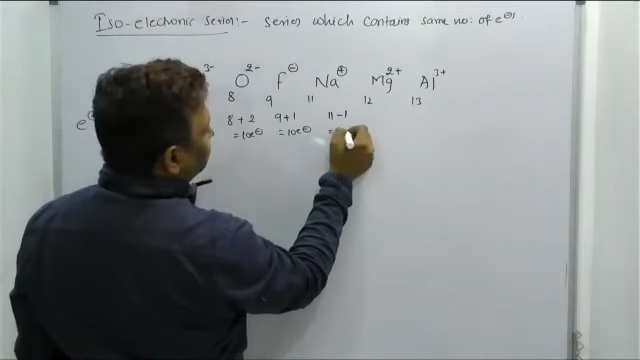 Iso-electronic series:- series which contains same no: of e⊖s
3- O2- F⊖ Na⊕ Mg2+ Al3+
8 9 11 12 13
e⊖ 8+2 9+1 11-1
=10e⊖ =10e⊖ =